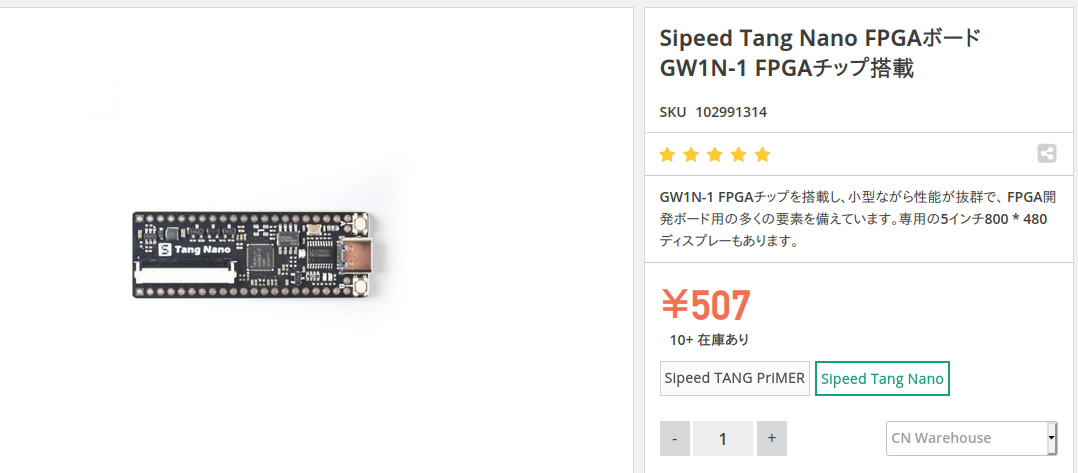 Sipeed Tang Nano FPGAボード
GW1N-1 FPGAチップ搭載
SKU 102991314
GW1N-1 FPGAチップを搭載し、小型ながら性能が抜群で、FPGA開
発ボード用の多くの要素を備えています。専用の5インチ800 * 480
ディスプレーもあります。
Tang Nano
¥507
10+ 在庫あり
Sipeed TANG PriMER
Sipeed Tang Nano
- 1 +
CN Warehouse